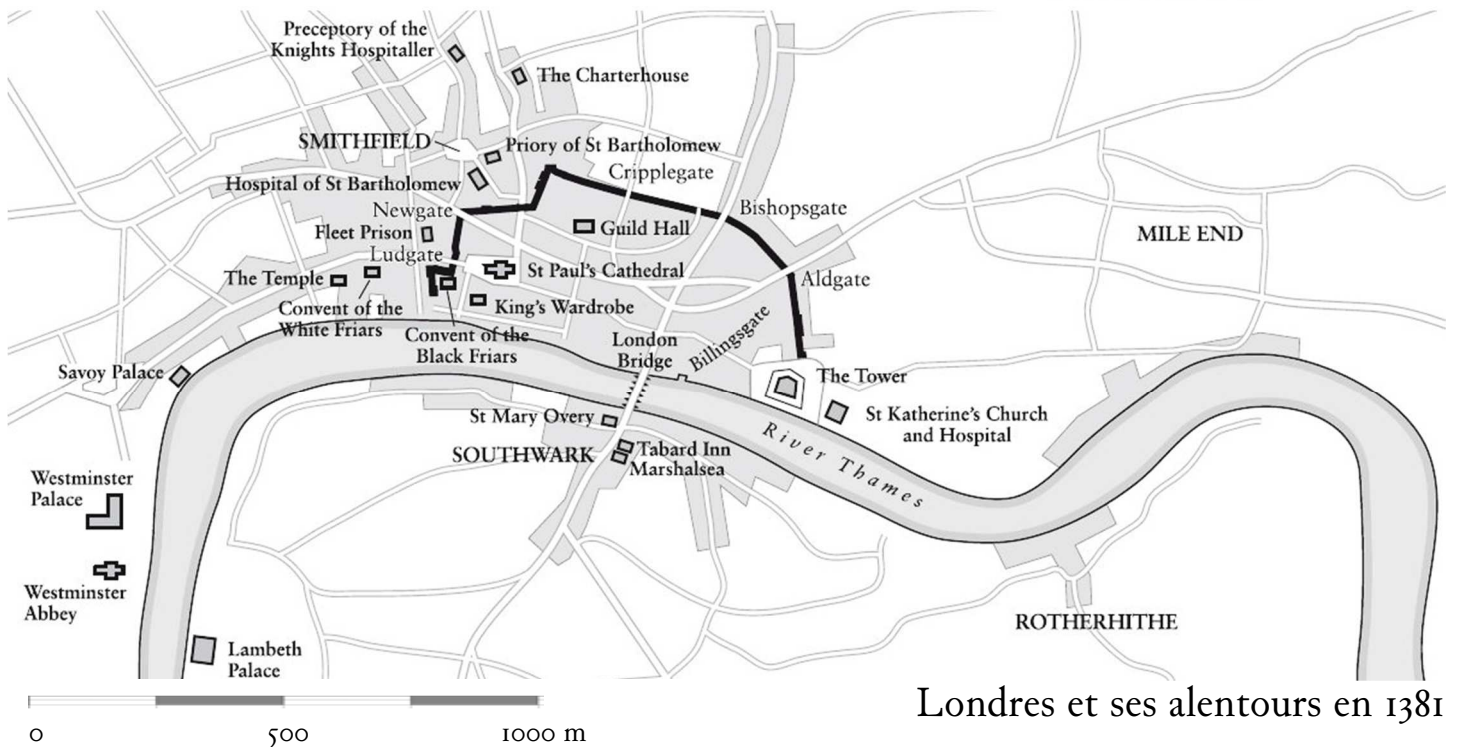 Preceptory of the
Knights Hospitaller
The Charterhouse
SMITHFIELD
Priory of St Bartholomew
Cripplegate
Hospital of St Bartholomew
Newgate
Bishopsgate
Fleet Prison
Guild Hall
MILE END
Ludgate
The Temple
St Paul's Cathedral
Aldgate
Convent of the
White Friars
King's Wardrobe
Convent of the
Black Friars
London
Bridge
Billingsgate
Savoy Palace
The Tower
St Mary Overy
St Katherine's Church
and Hospital
SOUTHWARK
Tabard Inn
Marshalsea
River Thames
Westminster
Palace
Westminster
Abbey
ROTHERHITHE
Lambeth
Palace
Londres et ses alentours en 1381
0 500 1000 m